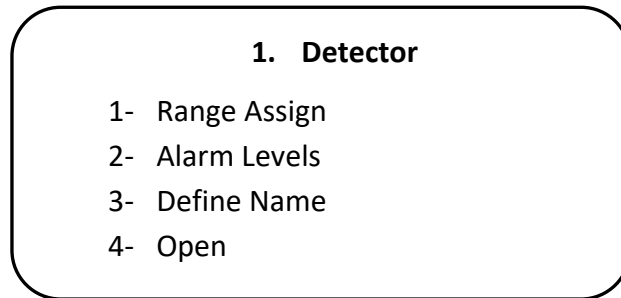 1. Detector
1- Range Assign
2- Alarm Levels
3- Define Name
4- Open